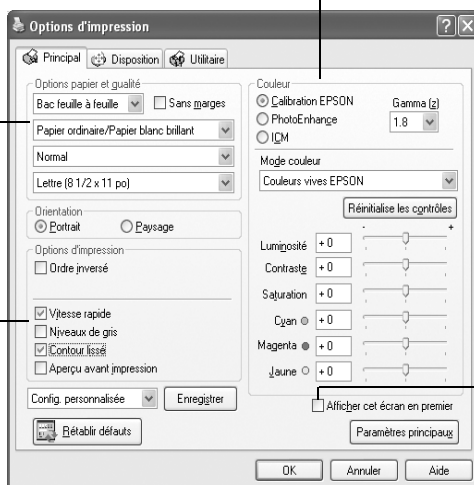 Options d'impression
Principal
Disposition
Utilitaire
Options papier et qualité
Bac feuille à feuille
Sans marges
Papier ordinaire/Papier blanc brillant
Normal
Lettre (8 1/2 x 11 po)
Orientation
Portrait
Paysage
Options d'impression
Ordre inversé
Vitesse rapide
Niveaux de gris
Contour lissé
Aperçu avant impression
Config. personnalisée
Enregistrer
Rétablir défauts
Couleur
Calibration EPSON
PhotoEnhance
ICM
Gamma (z)
1.8
Mode couleur
Couleurs vives EPSON
Réinitialise les contrôles
- +
Luminosité + 0
Contraste + 0
Saturation + 0
Cyan + 0
Magenta + 0
Jaune + 0
Afficher cet écran en premier
Paramètres principaux
OK
Annuler
Aide